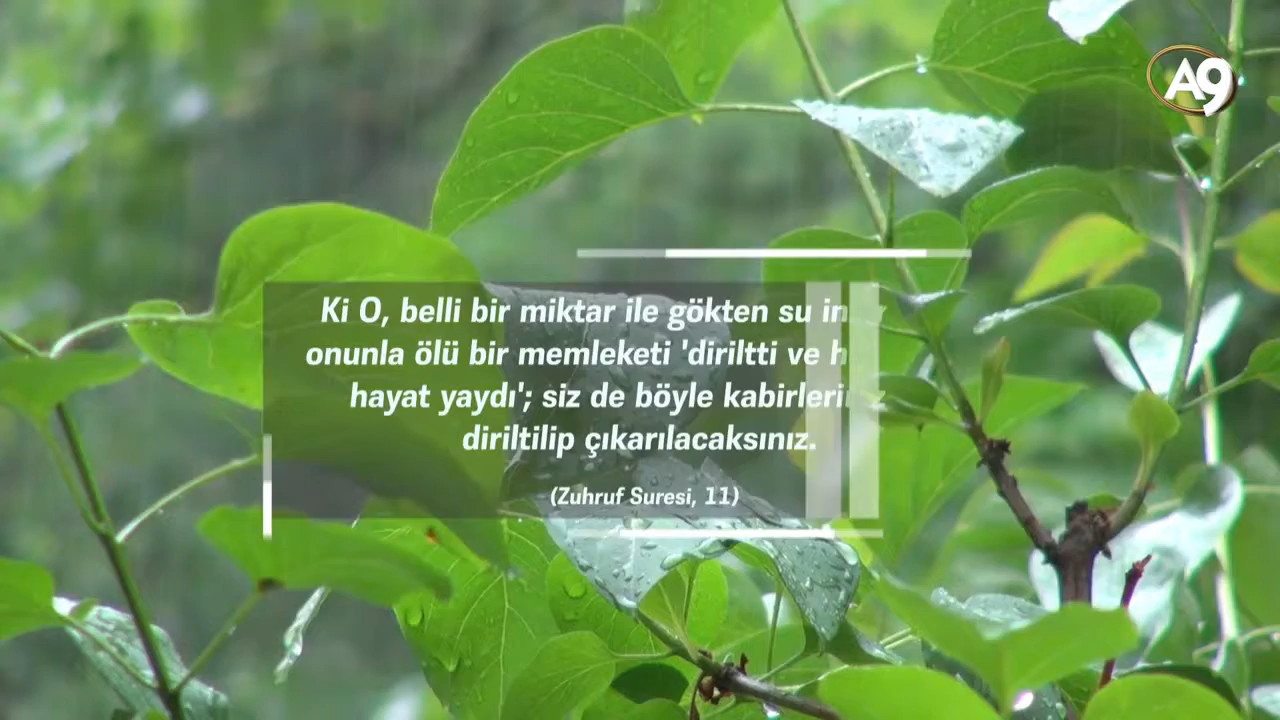 A9
Ki O, belli bir miktar ile gökten su in
onunla ölü bir memleketi 'diriltti ve h
hayat yaydı'; siz de böyle kabirleri
diriltilip çıkarılacaksınız.
(Zuhruf Suresi, 11)